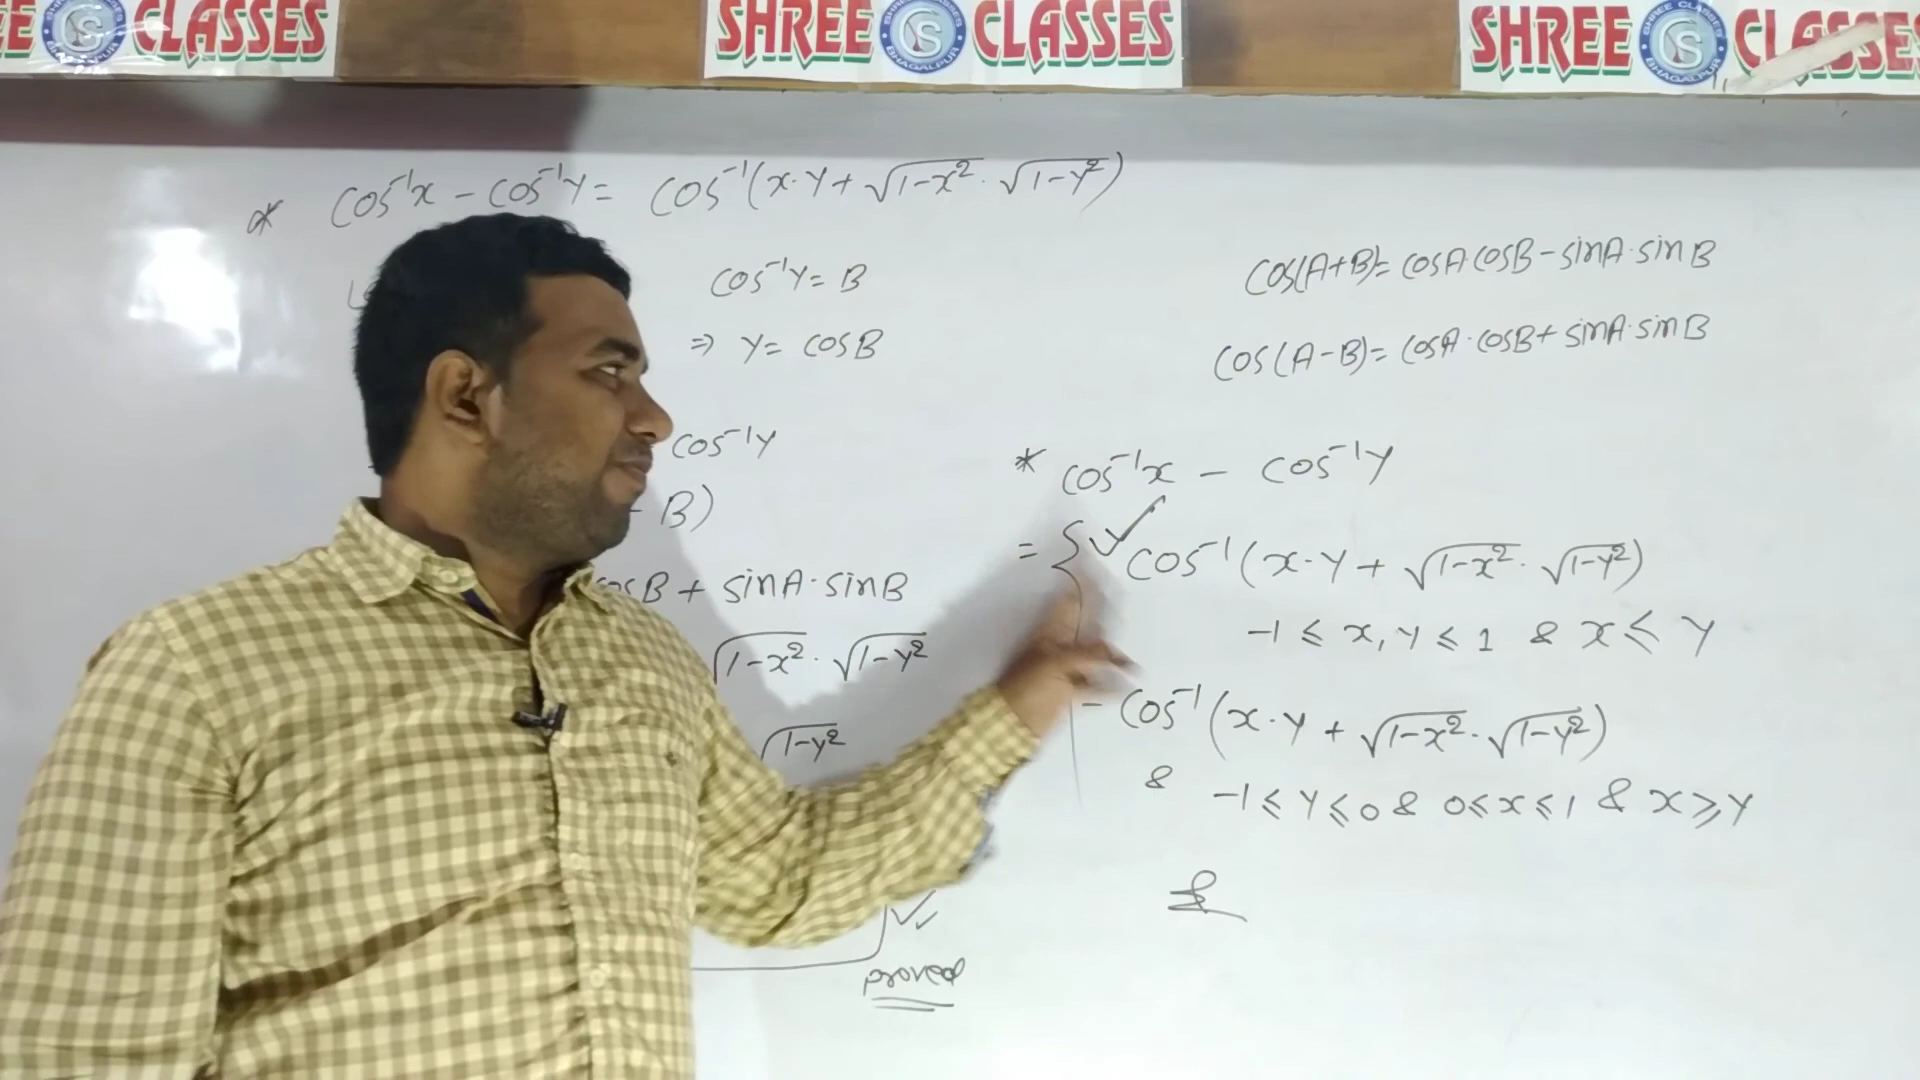 SHREE CLASSES SHREE CLASSES SHREE CLASSES
BHAGALPUR
* cos⁻¹x - cos⁻¹y = cos⁻¹(x·y + √1-x² · √1-y²)
cos⁻¹y = B
⇒ y = cosB
cos⁻¹y
- B)
cosB + sinA·sinB
√1-x² · √1-y²
√1-y²
proved
cos(A+B) = cosA cosB - sinA·sinB
cos(A-B) = cosA·cosB + sinA·sinB
* cos⁻¹x - cos⁻¹y
= { ✓ cos⁻¹(x·y + √1-x² · √1-y²)
-1 ≤ x, y ≤ 1 & x ≤ y
- cos⁻¹(x·y + √1-x² · √1-y²)
& -1 ≤ y ≤ 0 & 0 ≤ x ≤ 1 & x ≥ y
&